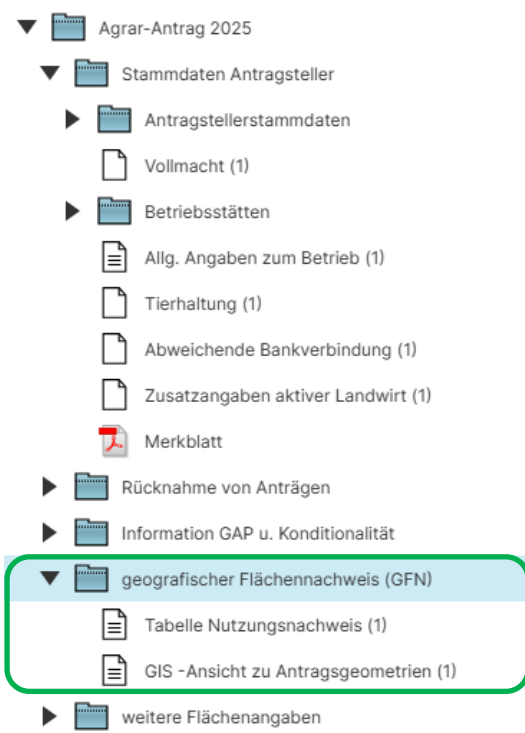 Agrar-Antrag 2025
Stammdaten Antragsteller
Antragstellerstammdaten
Vollmacht (1)
Betriebsstätten
Allg. Angaben zum Betrieb (1)
Tierhaltung (1)
Abweichende Bankverbindung (1)
Zusatzangaben aktiver Landwirt (1)
Merkblatt
Rücknahme von Anträgen
Information GAP u. Konditionalität
geografischer Flächennachweis (GFN)
Tabelle Nutzungsnachweis (1)
GIS -Ansicht zu Antragsgeometrien (1)
weitere Flächenangaben